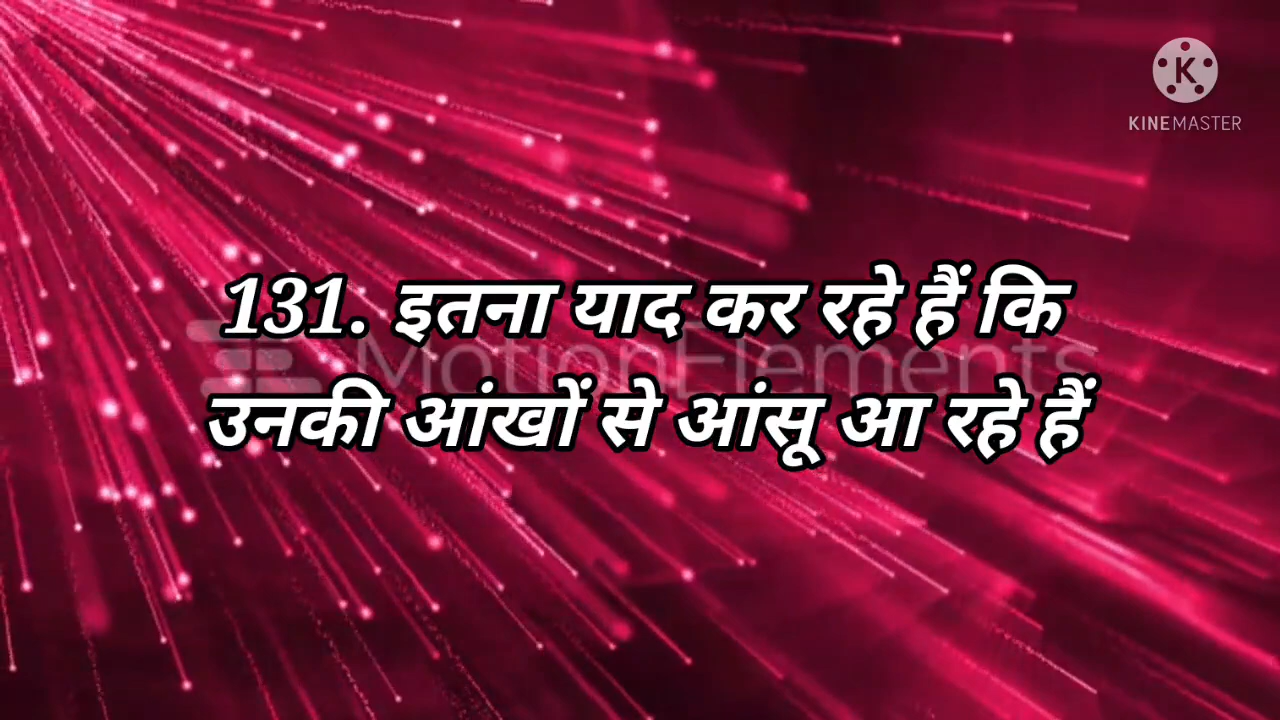 KINEMASTER
131. इतना याद कर रहे हैं कि
MotionElements
उनकी आंखों से आंसू आ रहे हैं